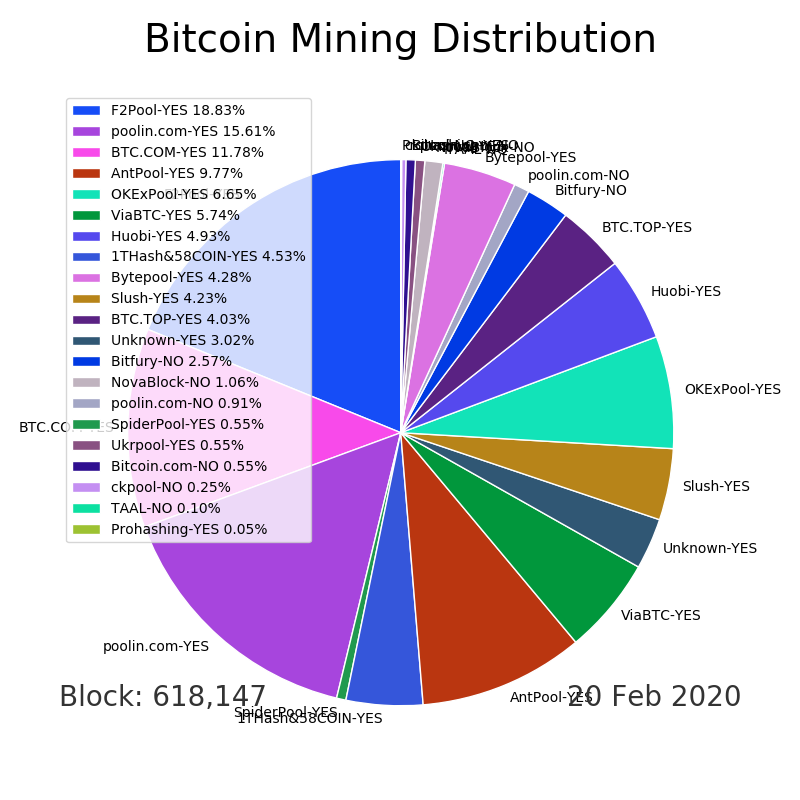 Bitcoin Mining Distribution
F2Pool-YES 18.83%
poolin.com-YES 15.61%
BTC.COM-YES 11.78%
AntPool-YES 9.77%
OKExPool-YES 6.65%
ViaBTC-YES 5.74%
Huobi-YES 4.93%
1THash&58COIN-YES 4.53%
Bytepool-YES 4.28%
Slush-YES 4.23%
BTC.TOP-YES 4.03%
Unknown-YES 3.02%
Bitfury-NO 2.57%
NovaBlock-NO 1.06%
poolin.com-NO 0.91%
SpiderPool-YES 0.55%
Ukrpool-YES 0.55%
Bitcoin.com-NO 0.55%
ckpool-NO 0.25%
TAAL-NO 0.10%
Prohashing-YES 0.05%
Bytepool-YES
poolin.com-NO
Bitfury-NO
BTC.TOP-YES
Huobi-YES
OKExPool-YES
BTC.COM-YES
Slush-YES
Unknown-YES
ViaBTC-YES
poolin.com-YES
AntPool-YES
SpiderPool-YES
1THash&58COIN-YES
Block: 618,147
20 Feb 2020